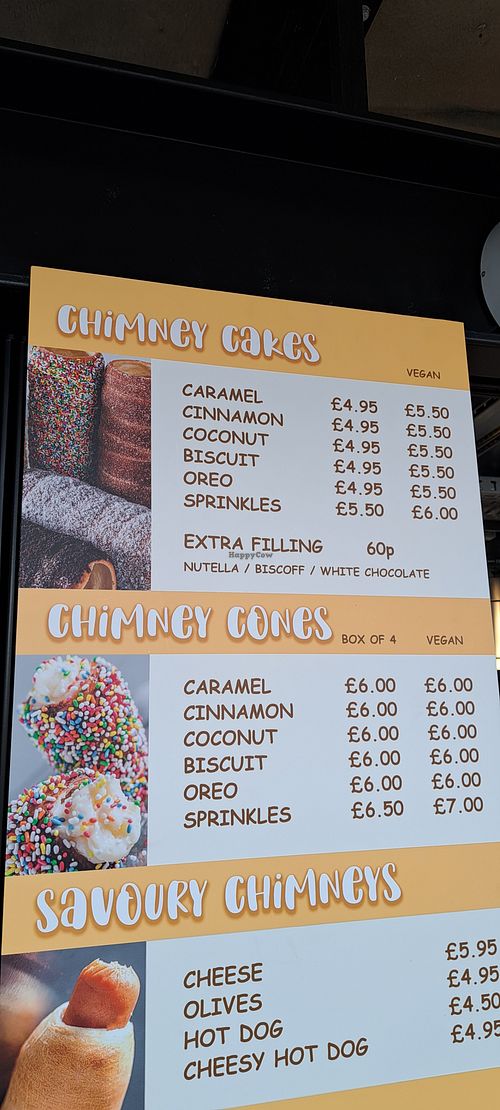 CHIMNEY CAKES
VEGAN
CARAMEL £4.95 £5.50
CINNAMON £4.95 £5.50
COCONUT £4.95 £5.50
BISCUIT £4.95 £5.50
OREO £4.95 £5.50
SPRINKLES £5.50 £6.00
EXTRA FILLING 60p
HappyCow
NUTELLA / BISCOFF / WHITE CHOCOLATE
CHIMNEY CONES BOX OF 4 VEGAN
CARAMEL £6.00 £6.00
CINNAMON £6.00 £6.00
COCONUT £6.00 £6.00
BISCUIT £6.00 £6.00
OREO £6.00 £6.00
SPRINKLES £6.50 £7.00
SAVOURY CHIMNEYS
CHEESE £5.95
OLIVES £4.95
HOT DOG £4.50
CHEESY HOT DOG £4.95